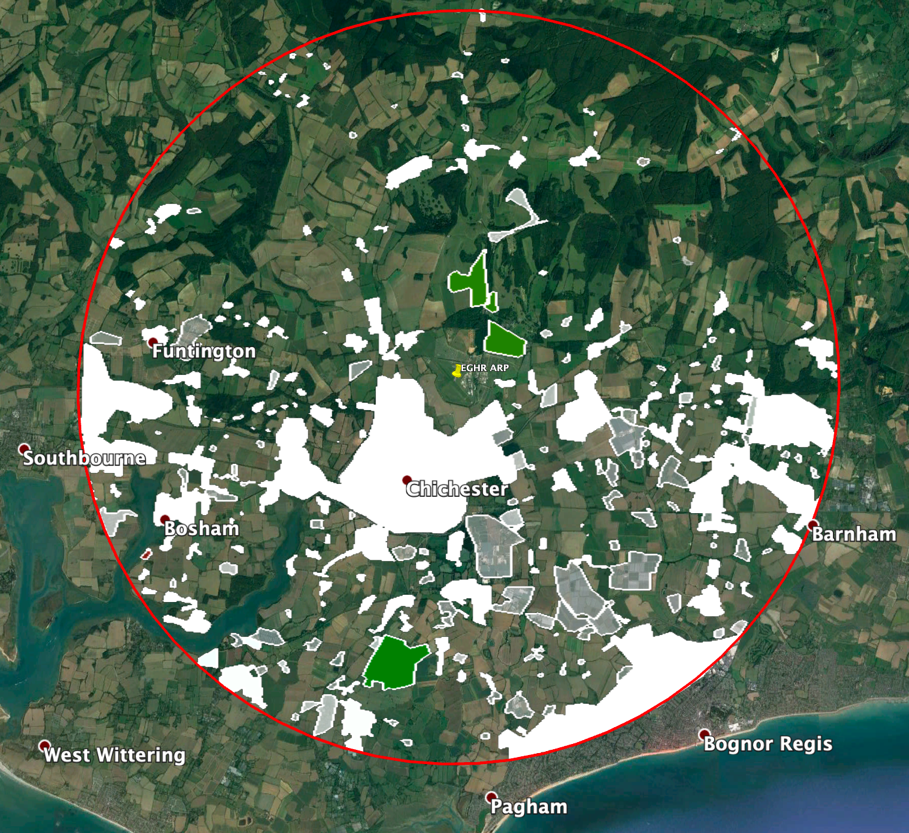 Funtington
EGHR ARP
Southbourne
Chichester
Bosham
Barnham
West Wittering
Bognor Regis
Pagham